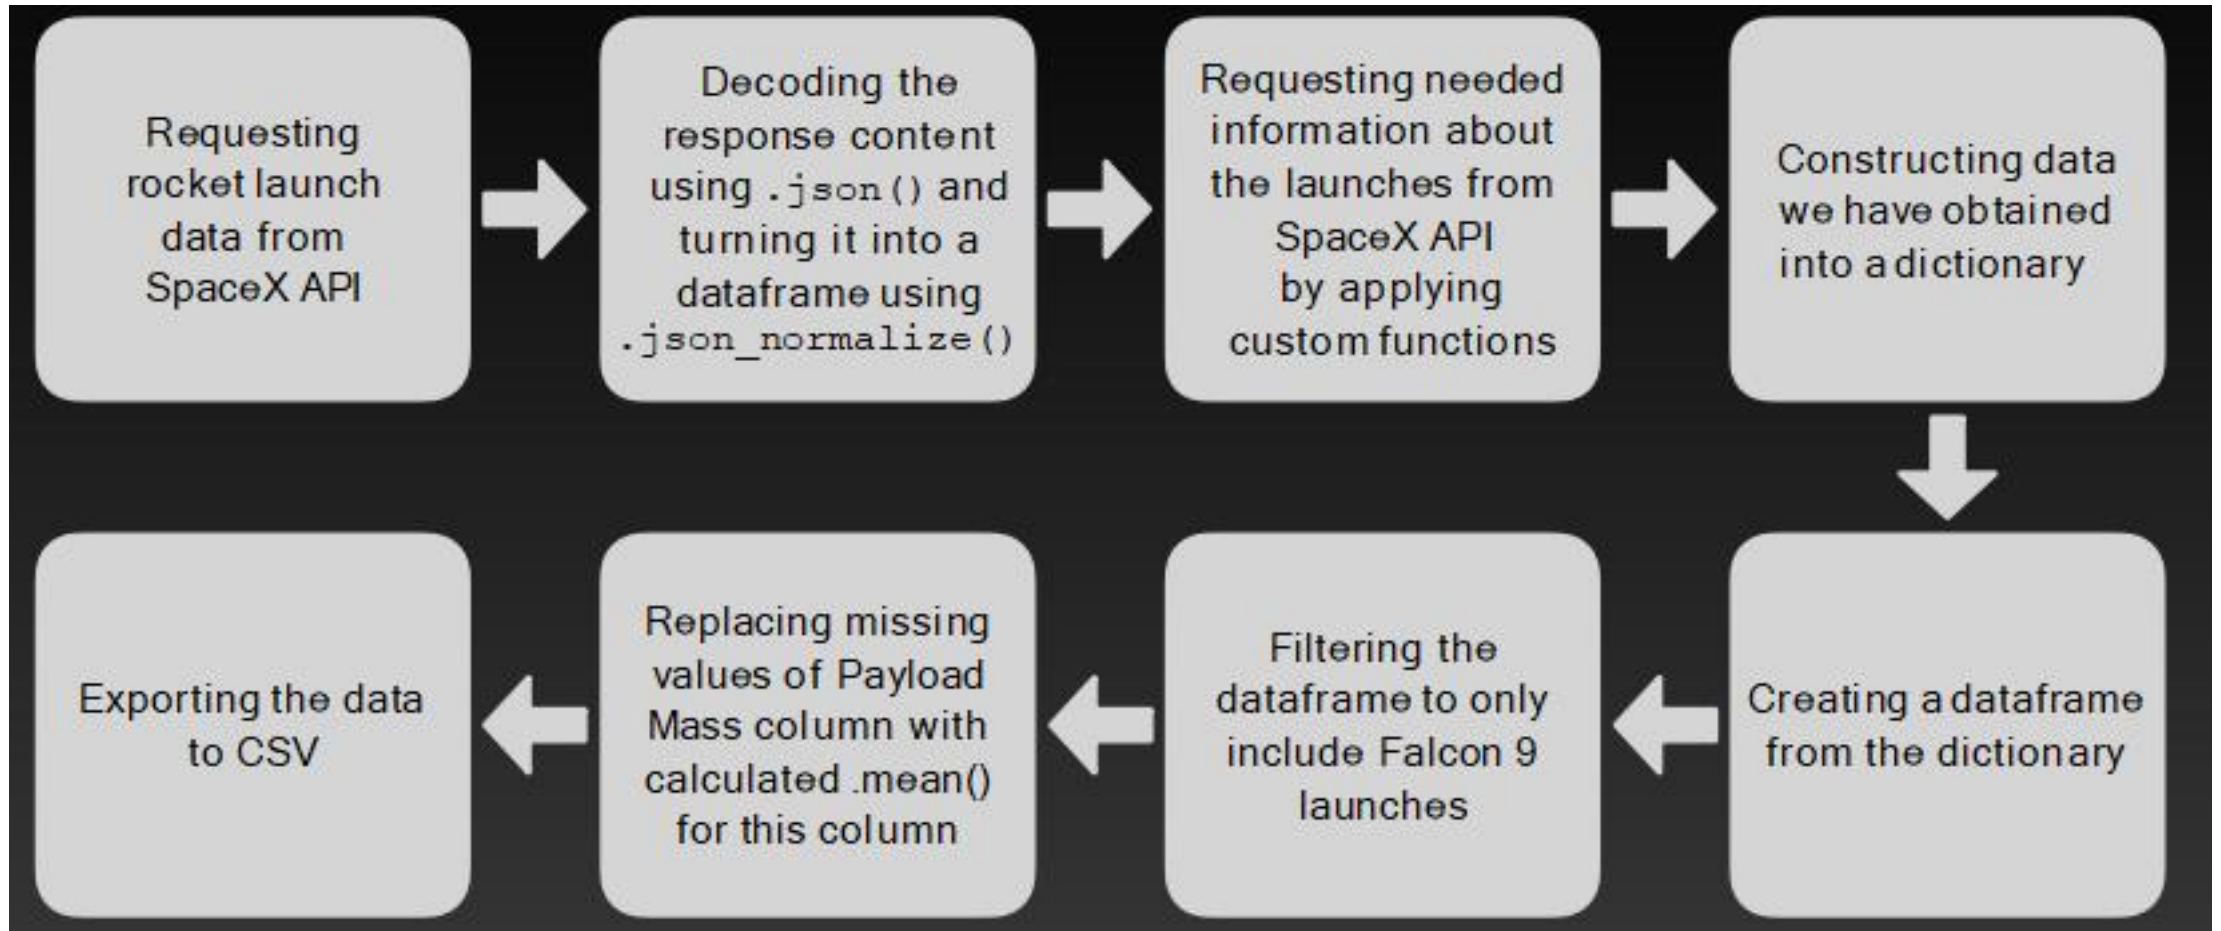 Requesting
rocket launch
data from
SpaceX API
Decoding the
response content
using .json() and
turning it into a
dataframe using
.json_normalize()
Requesting needed
information about
the launches from
SpaceX API
by applying
custom functions
Constructing data
we have obtained
into a dictionary
Creating a dataframe
from the dictionary
Filtering the
dataframe to only
include Falcon 9
launches
Replacing missing
values of Payload
Mass column with
calculated .mean()
for this column
Exporting the data
to CSV